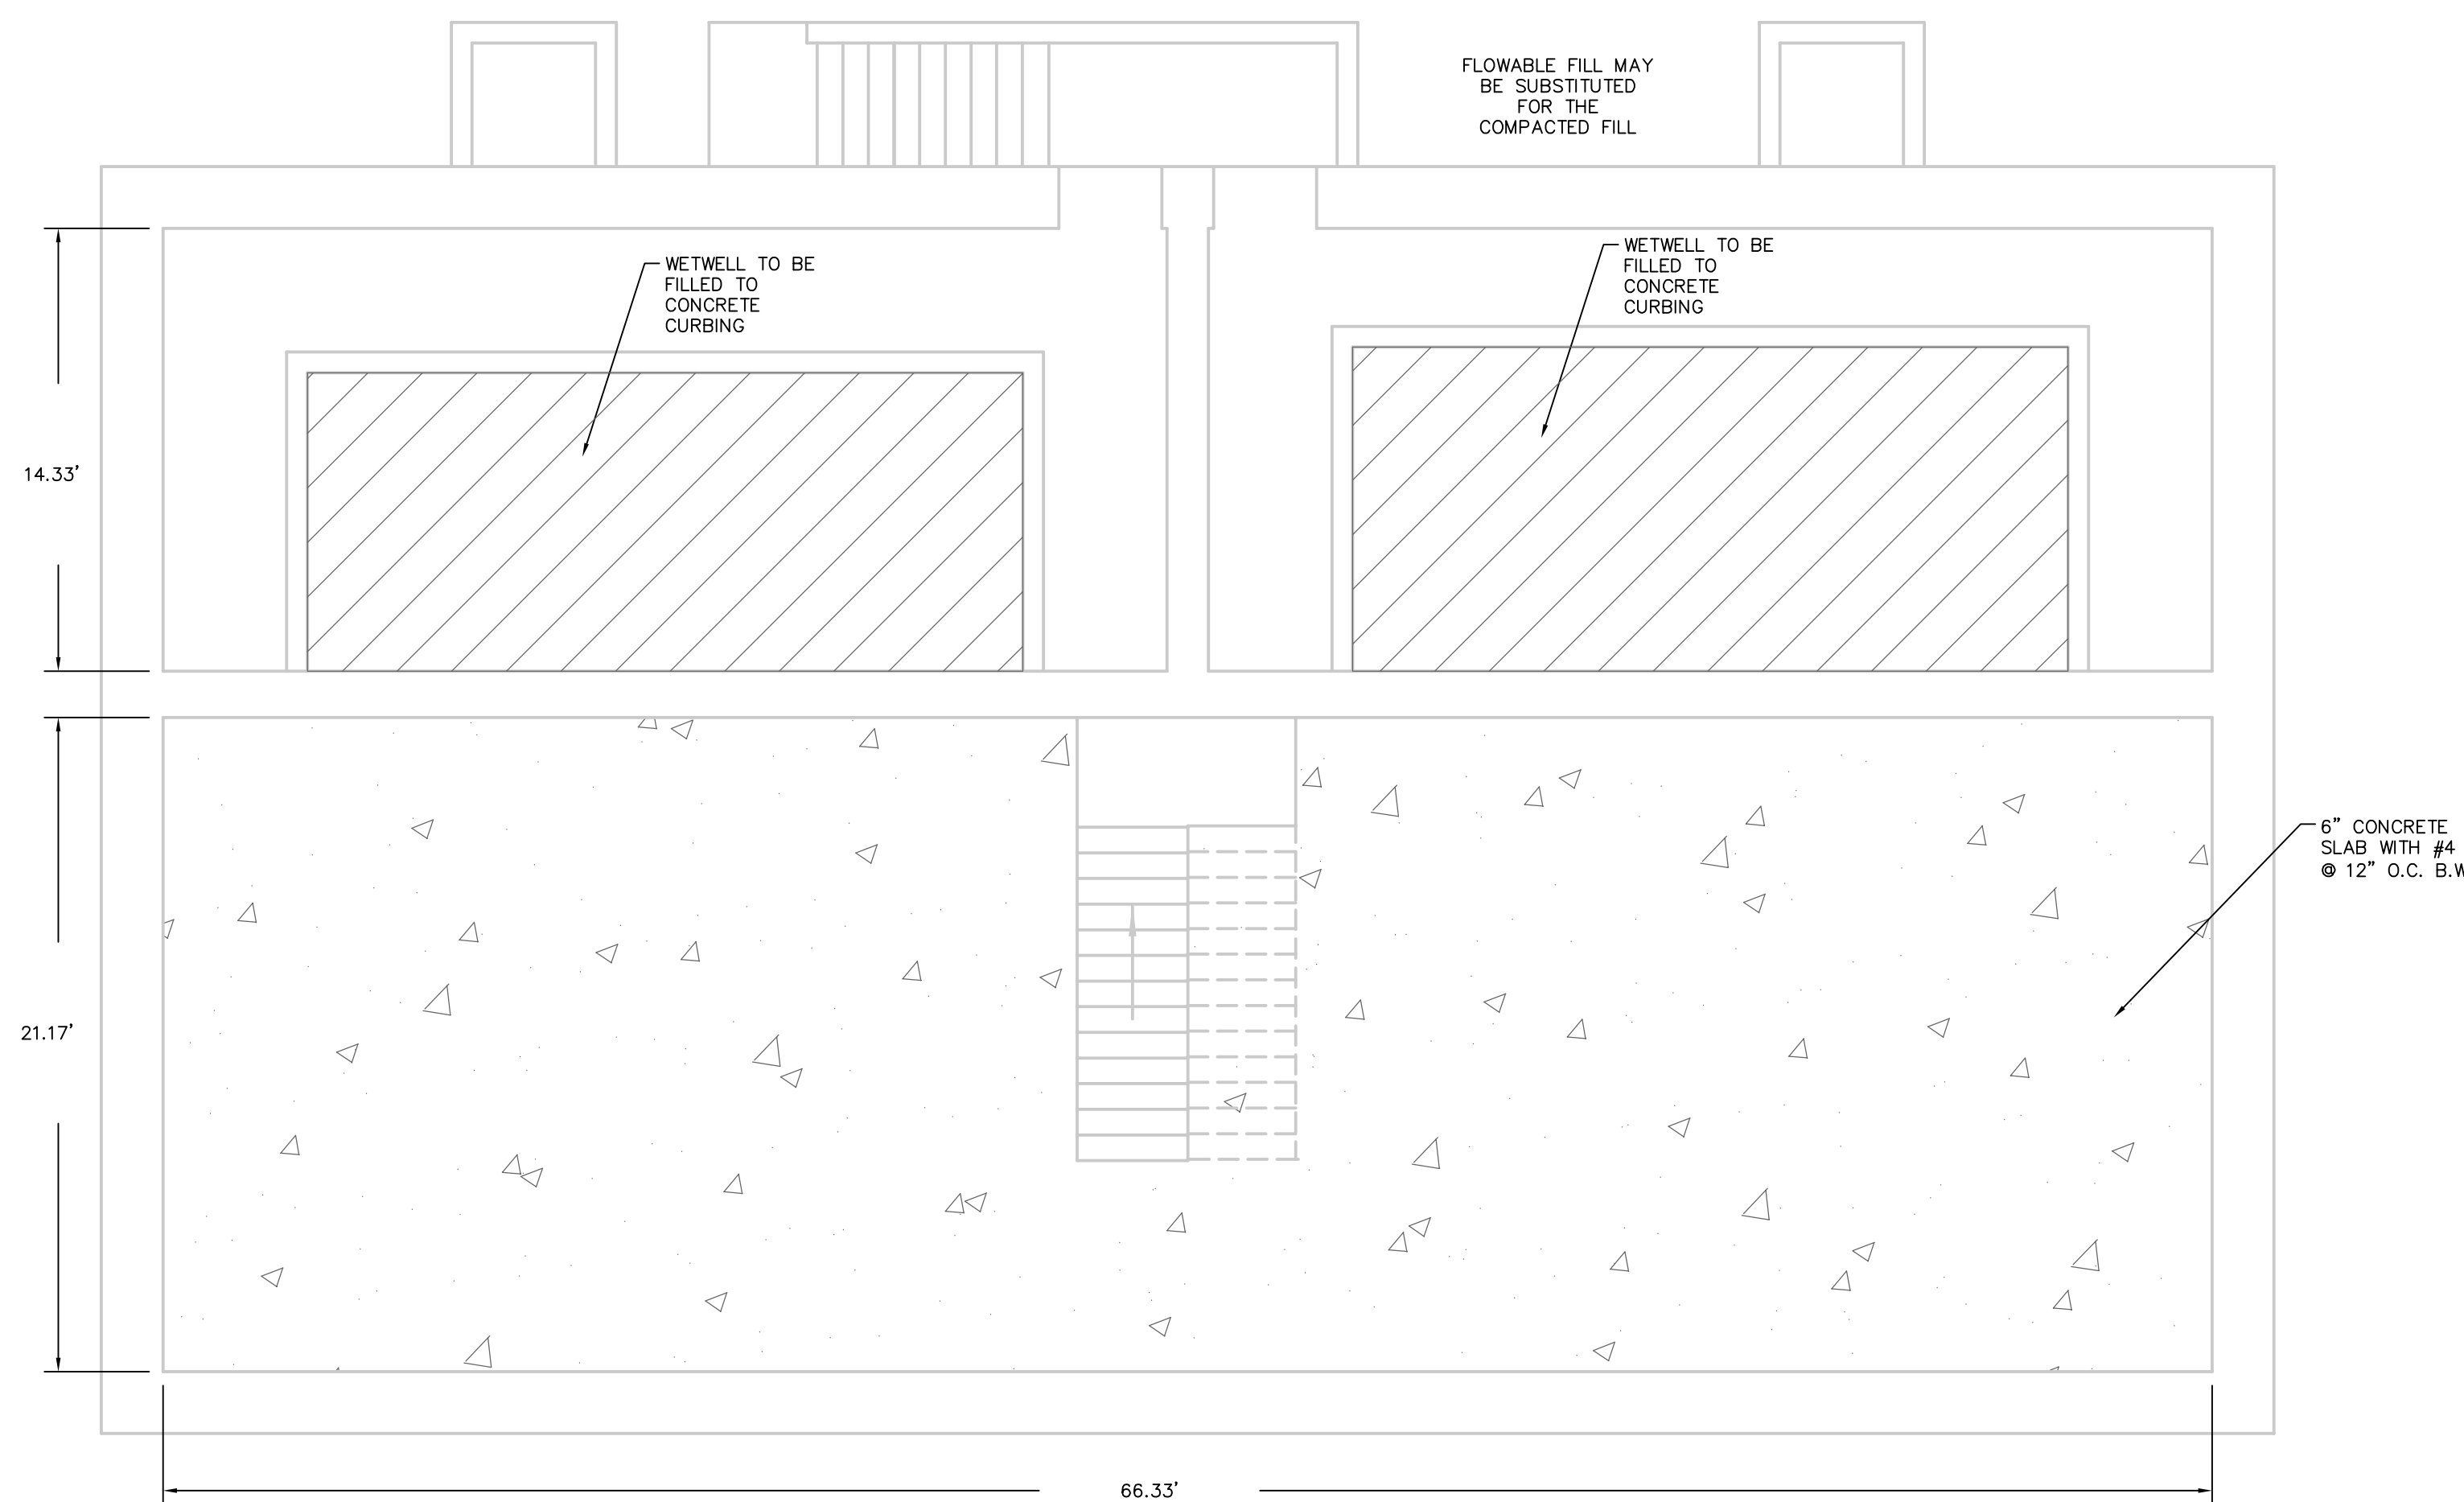 FLOWABLE FILL MAY
BE SUBSTITUTED
FOR THE
COMPACTED FILL
WETWELL TO BE
FILLED TO
CONCRETE
CURBING
WETWELL TO BE
FILLED TO
CONCRETE
CURBING
14.33'
6" CONCRETE
SLAB WITH #4
@ 12" O.C.
21.17'
66.33'